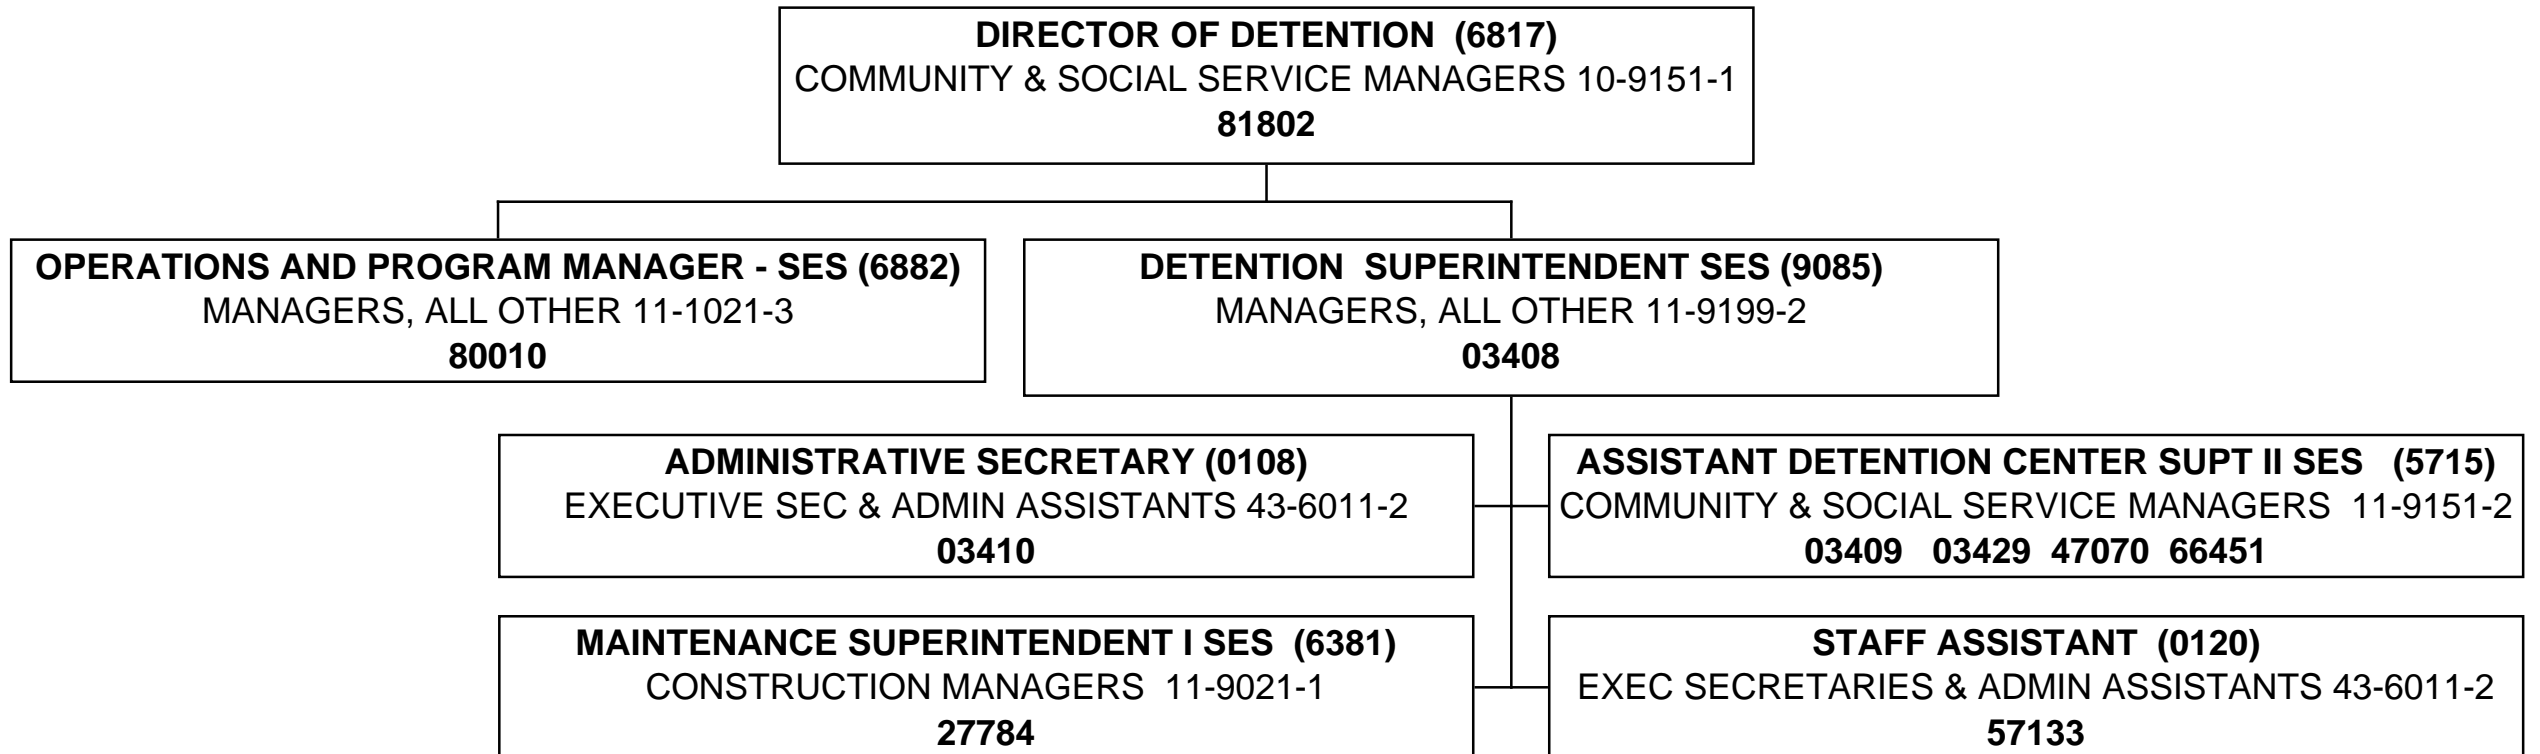 DIRECTOR OF DETENTION (6817)
COMMUNITY & SOCIAL SERVICE MANAGERS 10-9151-1
81802
OPERATIONS AND PROGRAM MANAGER - SES (6882)
MANAGERS, ALL OTHER 11-1021-3
80010
DETENTION SUPERINTENDENT SES (9085)
MANAGERS, ALL OTHER 11-9199-2
03408
ADMINISTRATIVE SECRETARY (0108)
EXECUTIVE SEC & ADMIN ASSISTANTS 43-6011-2
03410
ASSISTANT DETENTION CENTER SUPT II SES (5715)
COMMUNITY & SOCIAL SERVICE MANAGERS 11-9151-2
03409 03429 47070 66451
MAINTENANCE SUPERINTENDENT I SES (6381)
CONSTRUCTION MANAGERS 11-9021-1
27784
STAFF ASSISTANT (0120)
EXEC SECRETARIES & ADMIN ASSISTANTS 43-6011-2
57133